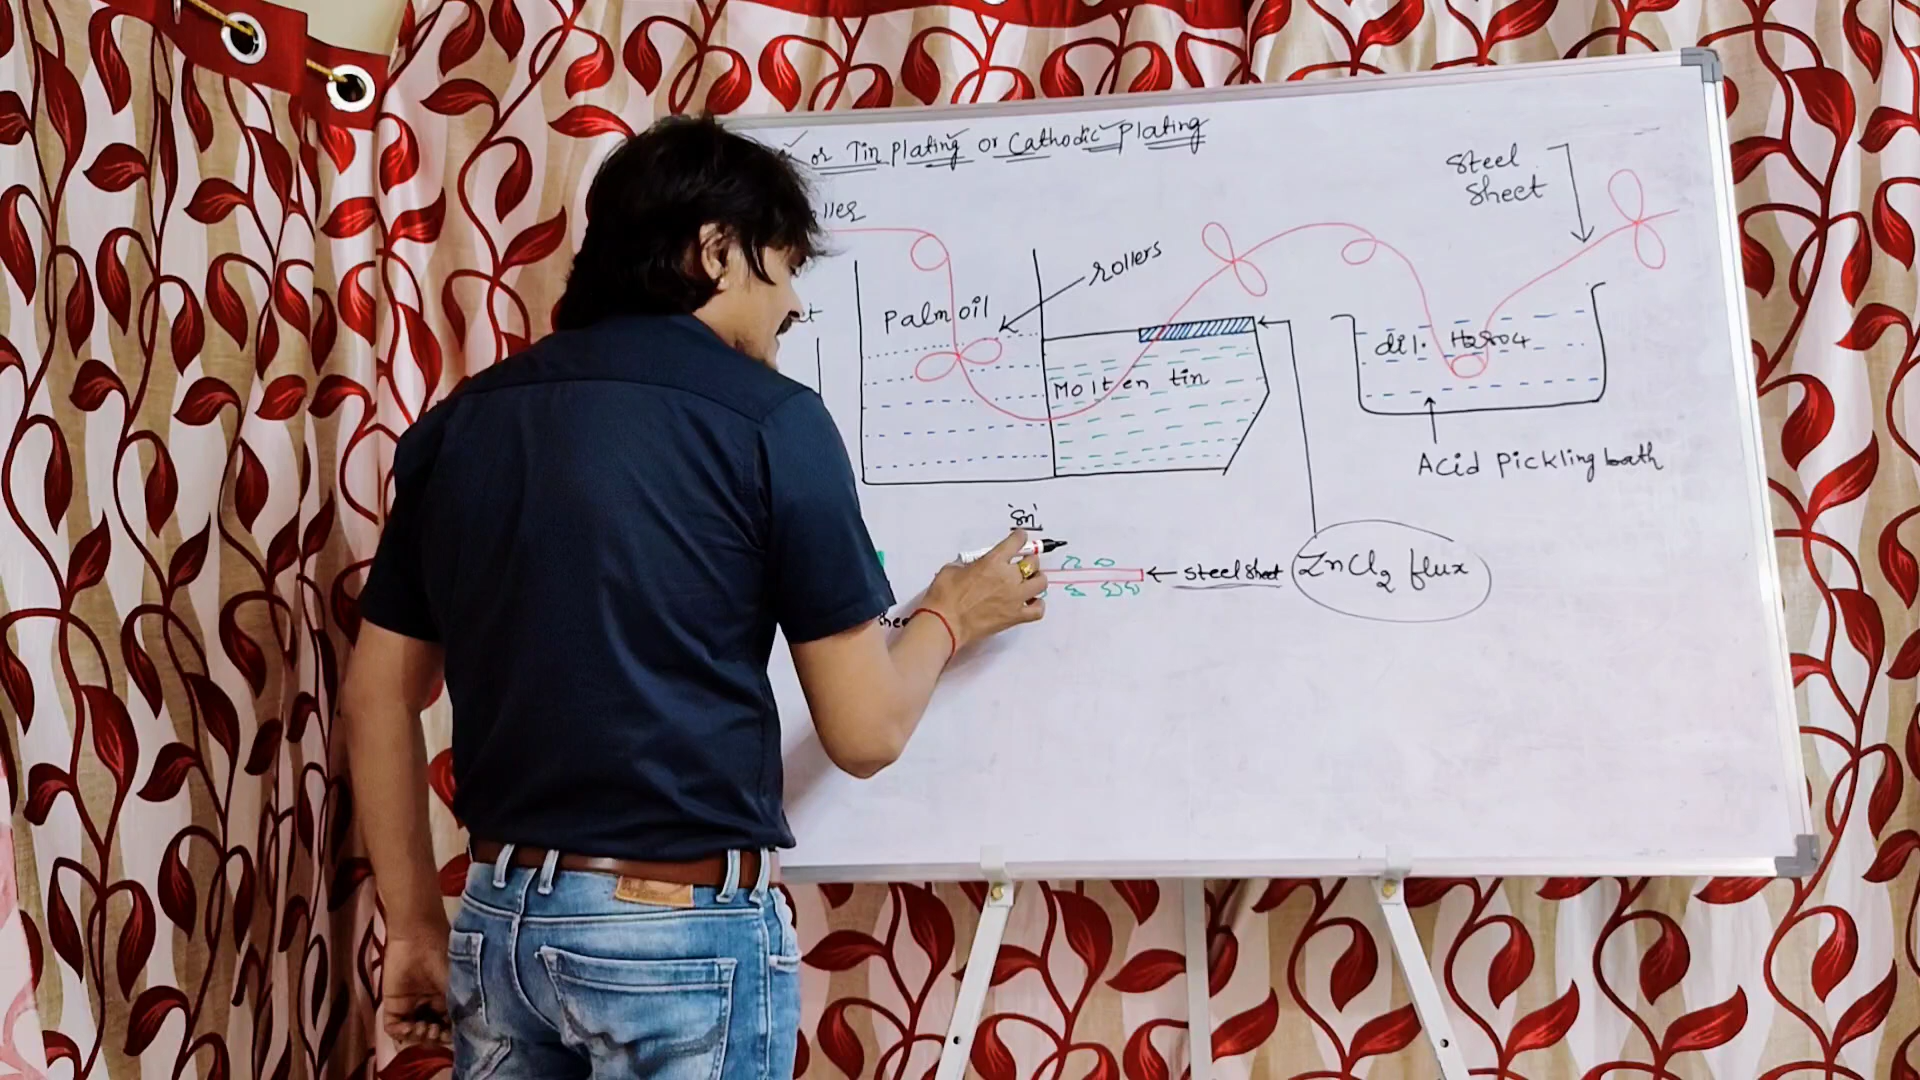 or Tin plating or Cathodic plating
steel
sheet
rollers
palm oil
Molten tin
dil. H2SO4
Acid pickling bath
'Sn'
steel sheet
ZnCl2 flux